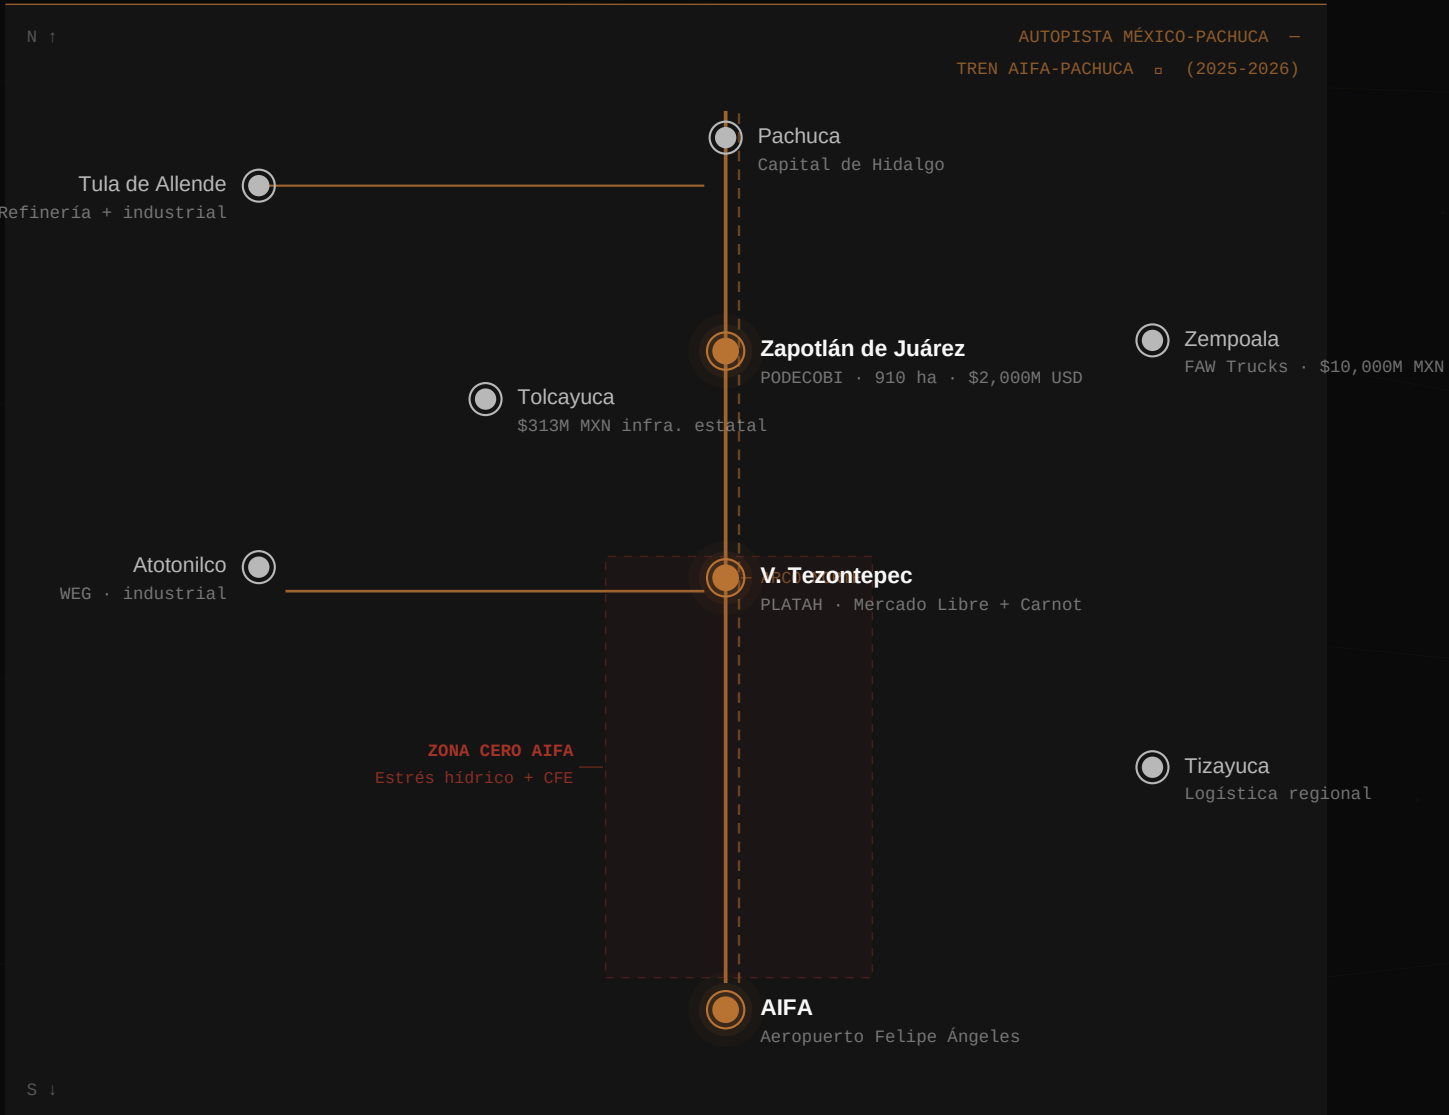 N ↑
AUTOPISTA MÉXICO-PACHUCA —
TREN AIFA-PACHUCA (2025-2026)
Pachuca
Capital de Hidalgo
Tula de Allende
Refinería + industrial
Zapotlán de Juárez
PODECOBI · 910 ha · $2,000M USD
Zempoala
FAW Trucks · $10,000M MXN
Tolcayuca
$313M MXN infra. estatal
Atotonilco
WEG · industrial
V. Tezontepec
PLATAH · Mercado Libre + Carnot
ZONA CERO AIFA
Estrés hídrico + CFE
Tizayuca
Logística regional
AIFA
Aeropuerto Felipe Ángeles
S ↓